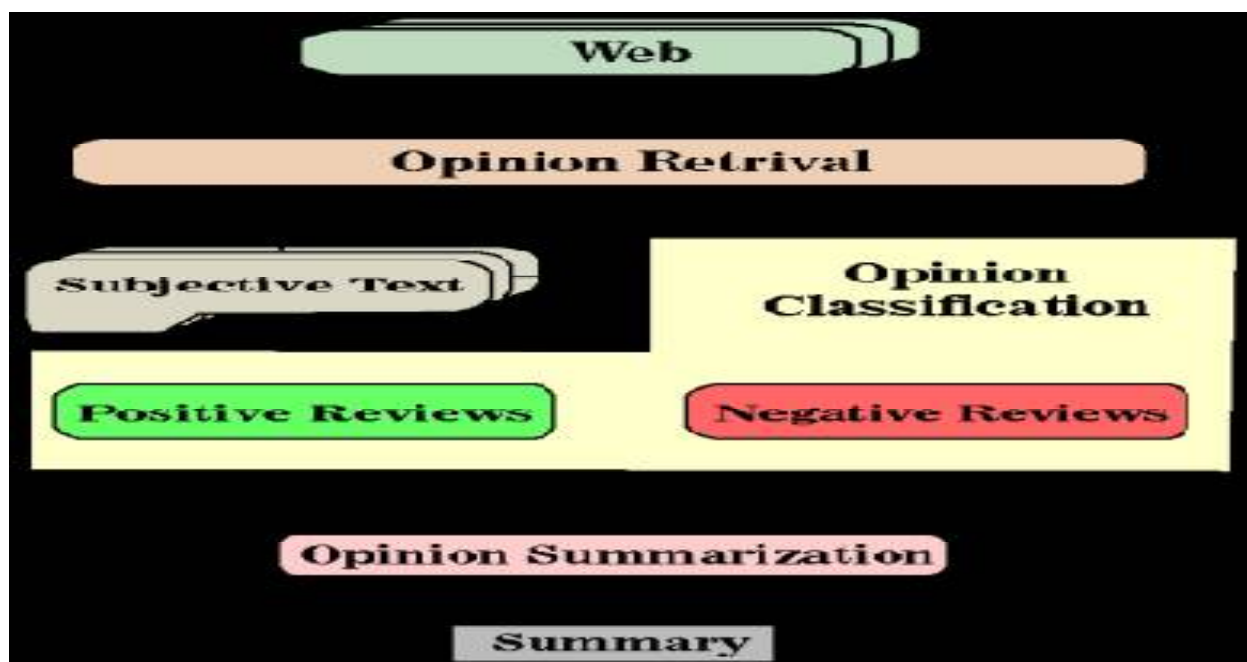 Web
Opinion Retrival
Subjective Text
Opinion
Classification
Positive Reviews
Negative Reviews
Opinion Summarization
Summary